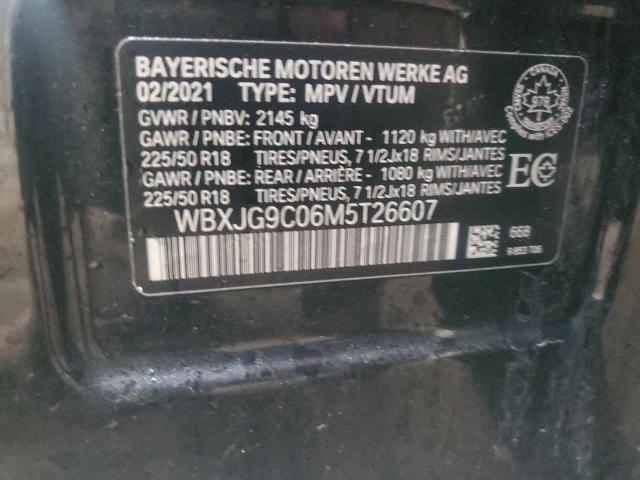 BAYERISCHE MOTOREN WERKE AG
02/2021 TYPE: MPV / VTUM
GVWR / PNBV: 2145 kg
GAWR / PNBE: FRONT / AVANT - 1120 kg WITH/AVEC
225/50 R18 TIRES/PNEUS, 7 1/2Jx18 RIMS/JANTES
GAWR / PNBE: REAR / ARRIÈRE - 1080 kg WITH/AVEC
225/50 R18 TIRES/PNEUS, 7 1/2Jx18 RIMS/JANTES
WBXJG9C06M5T26607
CANADA
EC